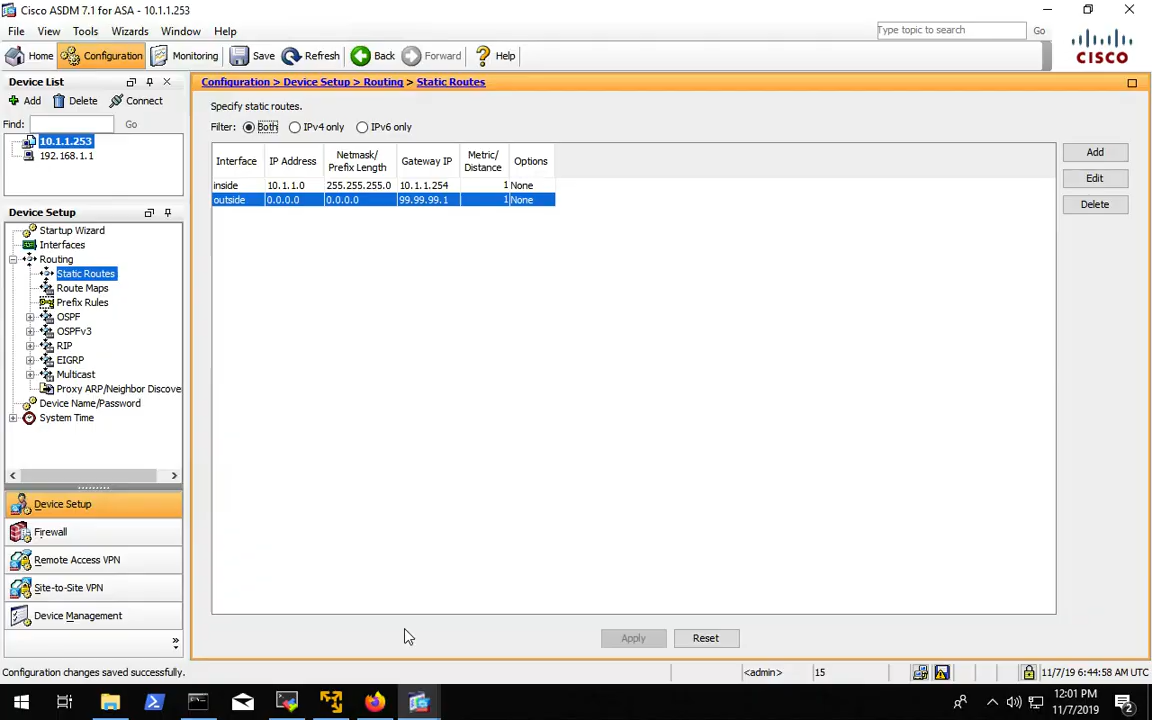 Cisco ASDM 7.1 for ASA - 10.1.1.253
File View Tools Wizards Window Help
Type to search
Go
Home Configuration Monitoring Save Refresh Back Forward Help
CISCO
Device List
Add Delete Connect
Find: Go
10.1.1.253
192.168.1.1
Device Setup
Startup Wizard
Interfaces
Routing
Static Routes
Route Maps
Prefix Rules
OSPF
OSPFv3
RIP
EIGRP
Multicast
Proxy ARP/Neighbor Discove
Device Name/Password
System Time
Device Setup
Firewall
Remote Access VPN
Site-to-Site VPN
Device Management
Configuration > Device Setup > Routing > Static Routes
Specify static routes.
Filter: Both IPv4 only IPv6 only
Interface IP Address Netmask/ Prefix Length Gateway IP Metric/ Distance Options
inside 10.1.1.0 255.255.255.0 10.1.1.254 1 None
outside 0.0.0.0 0.0.0.0 99.99.99.1 1 None
Add
Edit
Delete
Apply Reset
Configuration changes saved successfully.
<admin> 15 11/7/19 6:44:58 AM UTC
12:01 PM
11/7/2019
2